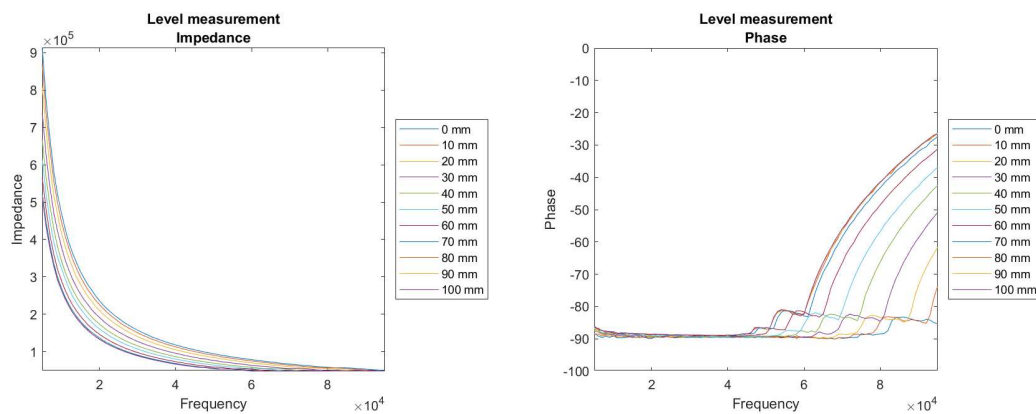 Level measurement
Impedance
×10⁵
9
8
7
6
5
4
3
2
1
Impedance
2
4
6
8
Frequency
×10⁴
0 mm
10 mm
20 mm
30 mm
40 mm
50 mm
60 mm
70 mm
80 mm
90 mm
100 mm
Level measurement
Phase
0
-10
-20
-30
-40
-50
-60
-70
-80
-90
-100
Phase
2
4
6
8
Frequency
×10⁴
0 mm
10 mm
20 mm
30 mm
40 mm
50 mm
60 mm
70 mm
80 mm
90 mm
100 mm